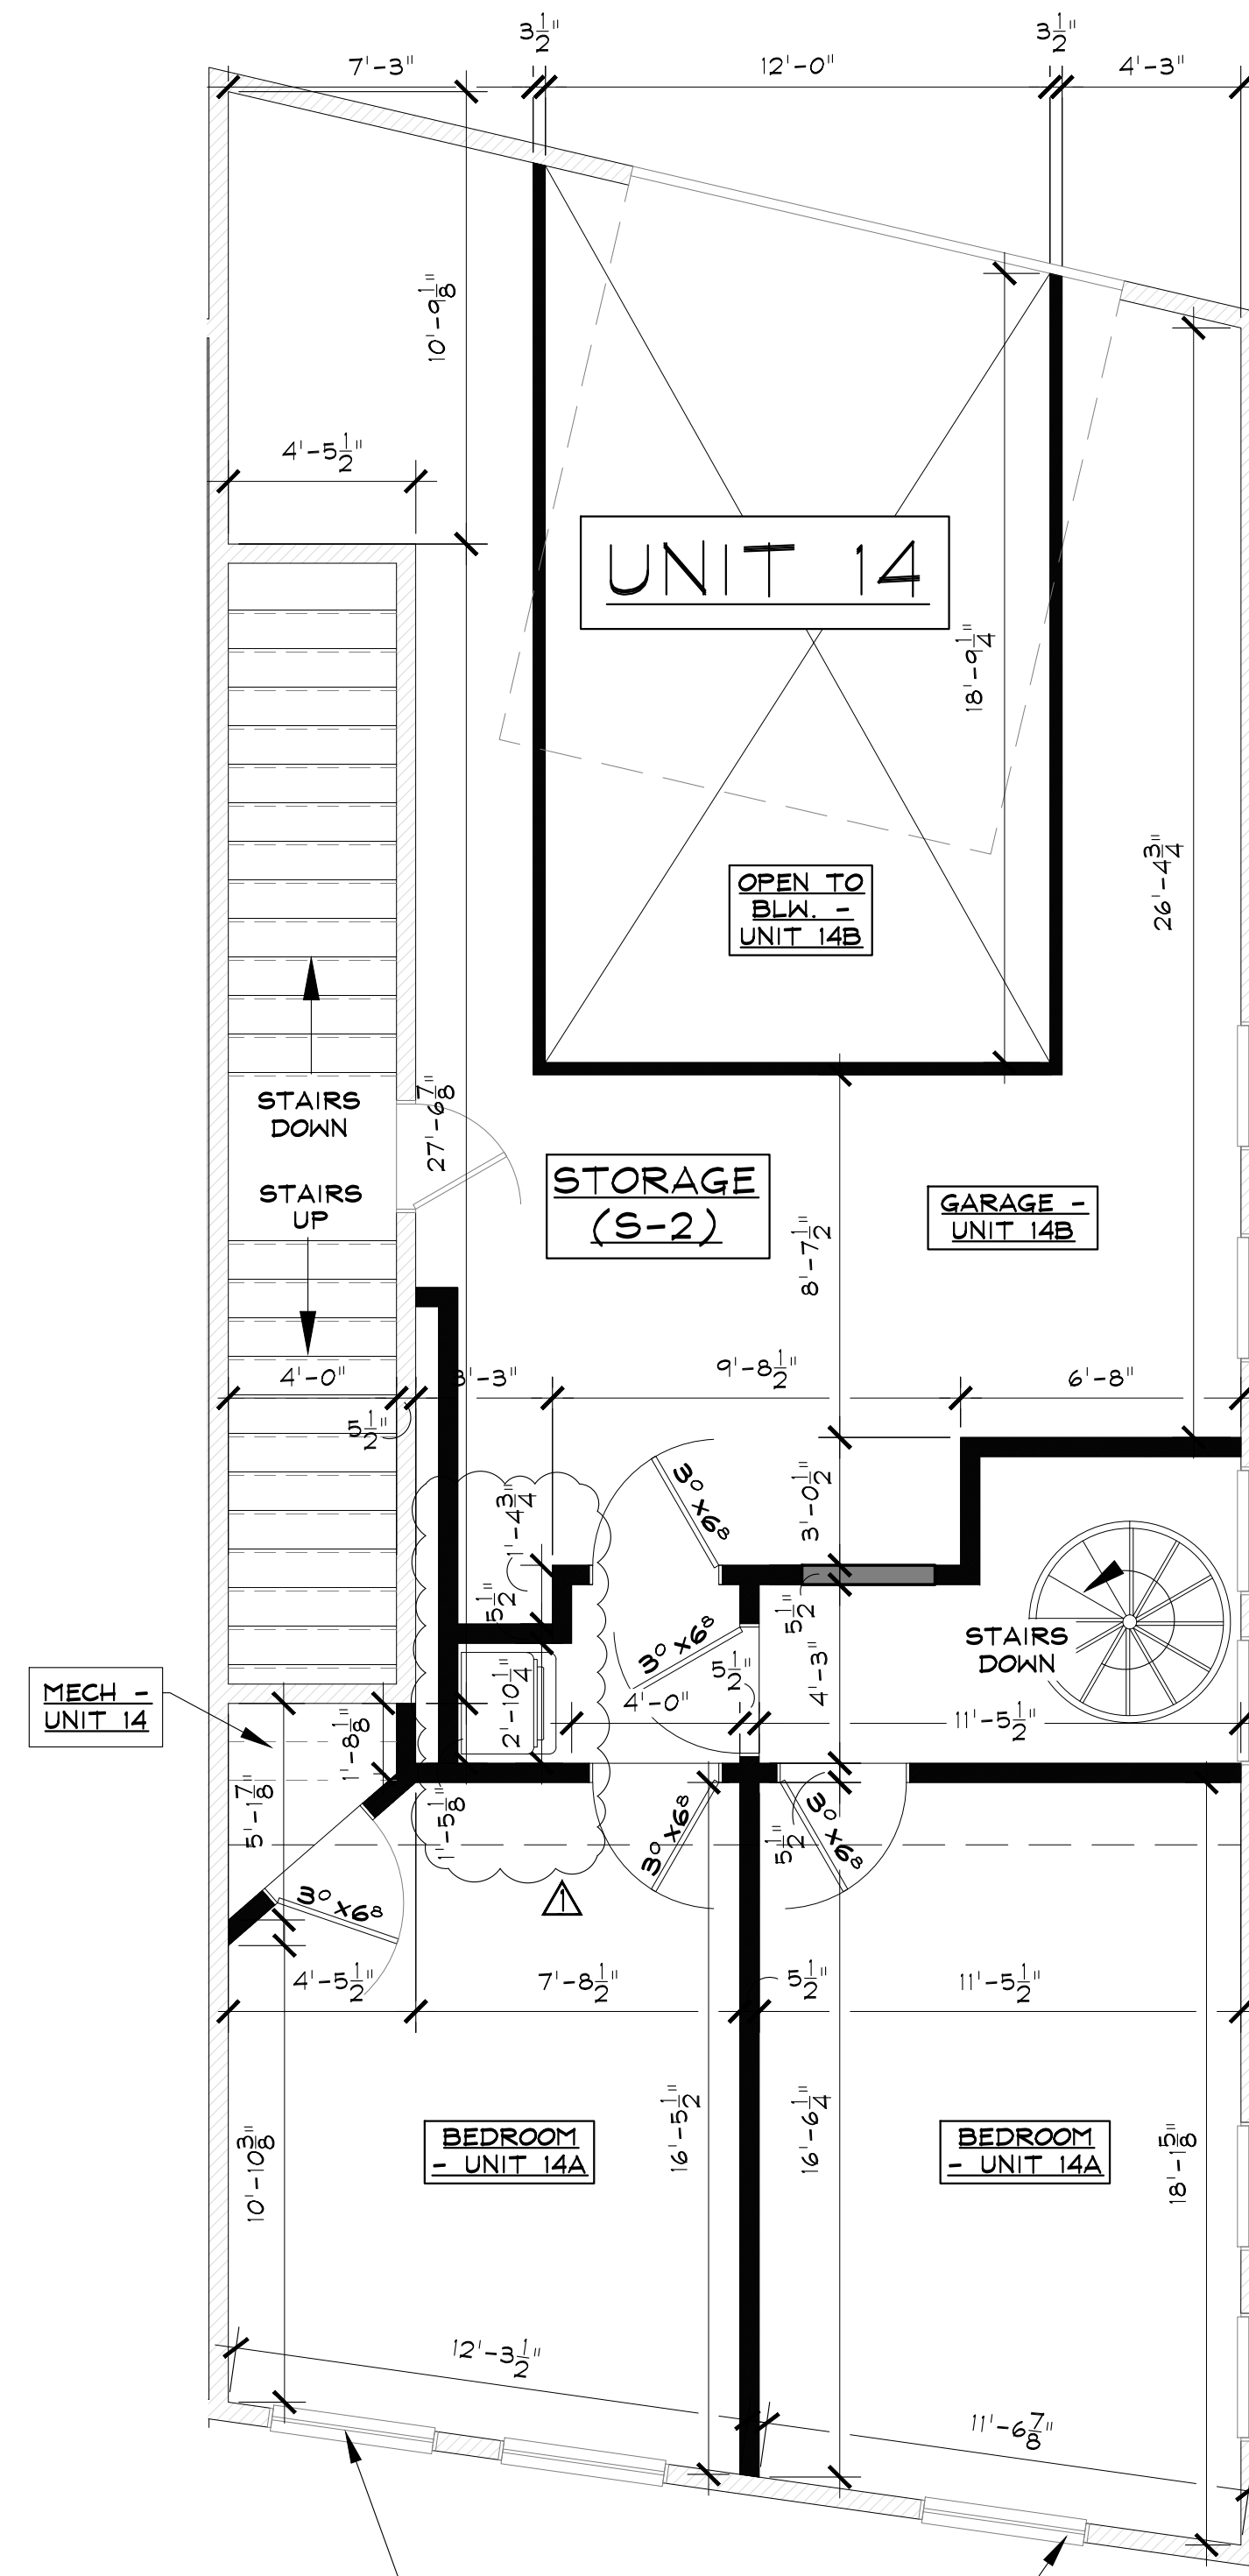 3 1/2"
3 1/2"
7'-3"
12'-0"
4'-3"
10'-9 1/8"
4'-5 1/2"
UNIT 14
18'-9 1/4"
OPEN TO
BLW. -
UNIT 14B
26'-4 3/4"
STAIRS
DOWN
27'-6 7/8"
STORAGE
(S-2)
STAIRS
UP
GARAGE -
UNIT 14B
8'-7 1/2"
4'-0"
3'-3"
9'-8 1/2"
6'-8"
5 1/2"
3⁰ x6⁸
1'-4 3/4"
3'-0 1/2"
5 1/2"
5 1/2"
3⁰ x6⁸
STAIRS
DOWN
5 1/2"
4'-3"
MECH -
UNIT 14
2'-10 1/4"
4'-0"
11'-5 1/2"
1'-8 1/8"
5'-1 7/8"
1'-5 1/8"
3⁰ x6⁸
5 1/2"
3⁰ x6⁸
3⁰ x6⁸
1
4'-5 1/2"
7'-8 1/2"
5 1/2"
11'-5 1/2"
16'-5 1/2"
16'-6 1/4"
10'-10 3/8"
18'-1 5/8"
BEDROOM
- UNIT 14A
BEDROOM
- UNIT 14A
12'-3 1/2"
11'-6 7/8"